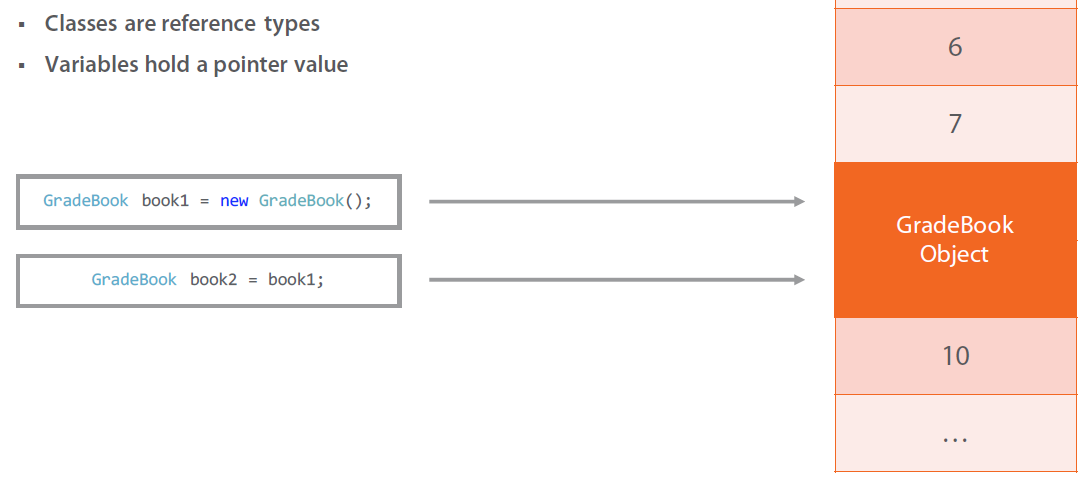 ▪ Classes are reference types
▪ Variables hold a pointer value
GradeBook book1 = new GradeBook();
GradeBook book2 = book1;
6
7
GradeBook
Object
10
...